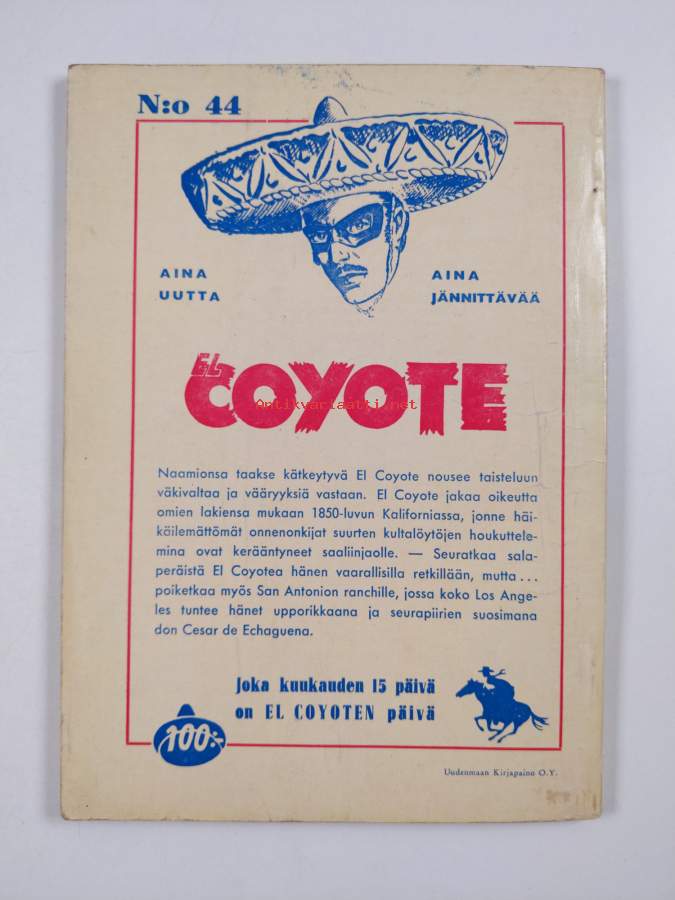 N:o 44
AINA
UUTTA
AINA
JÄNNITTÄVÄÄ
EL
COYOTE
Antikvariaatti.net
Naamionsa taakse kätkeytyvä El Coyote nousee taisteluun
väkivaltaa ja vääryyksiä vastaan. El Coyote jakaa oikeutta
omien lakiensa mukaan 1850-luvun Kaliforniassa, jonne häi-
käilemättömät onnenonkijat suurten kultalöytöjen houkuttele-
mina ovat kerääntyneet saaliinjaolle. — Seuratkaa sala-
peräistä El Coyotea hänen vaarallisilla retkillään, mutta...
poiketkaa myös San Antonion ranchille, jossa koko Los Ange-
les tuntee hänet upporikkaana ja seurapiirien suosimana
don Cesar de Echaguena.
Joka kuukauden 15 päivä
on EL COYOTEN päivä
100:-
Uudenmaan Kirjapaino O.Y.